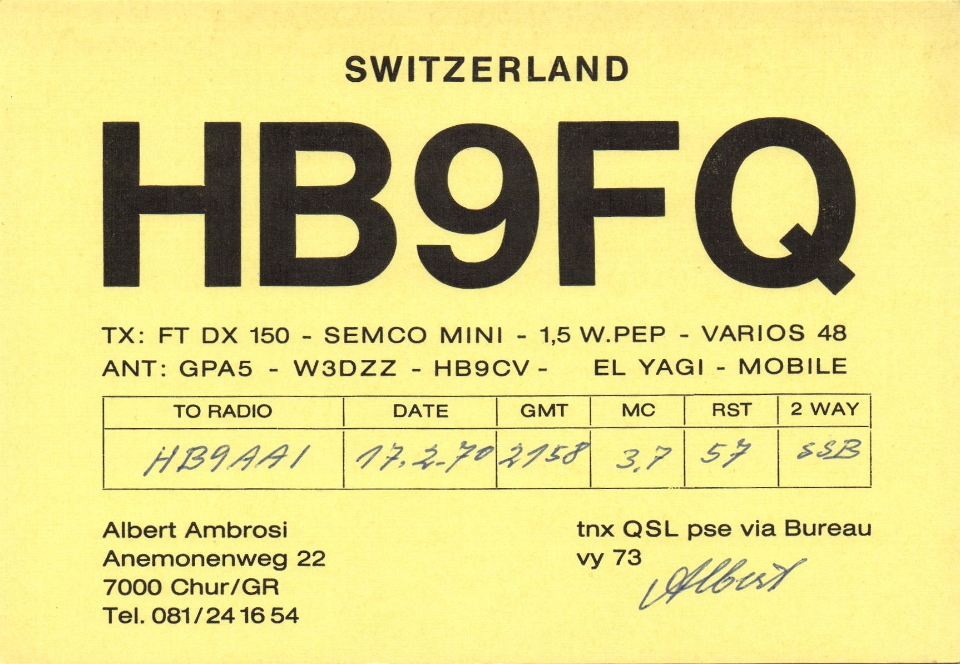 SWITZERLAND
HB9FQ
TX: FT DX 150 - SEMCO MINI - 1,5 W.PEP - VARIOS 48
ANT: GPA5 - W3DZZ - HB9CV - EL YAGI - MOBILE
TO RADIO DATE GMT MC RST 2 WAY
HB9AAI 17.2.70 2158 3,7 57 SSB
Albert Ambrosi
Anemonenweg 22
7000 Chur/GR
Tel. 081/24 16 54
tnx QSL pse via Bureau
vy 73
Albert